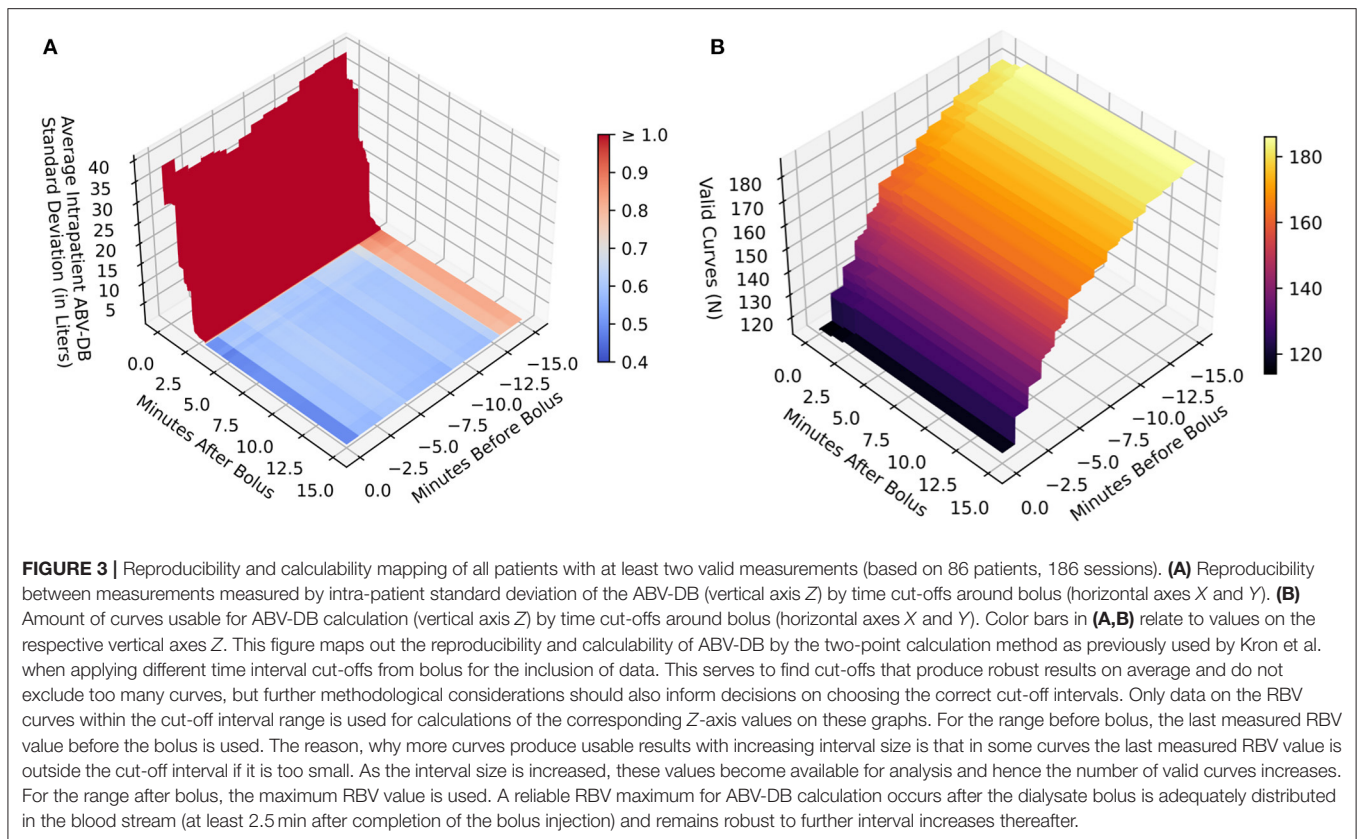 A
Average Intrapatient ABV-DB
Standard Deviation (in Liters)
40
35
30
25
20
15
10
5
0.0
2.5
5.0
7.5
10.0
12.5
15.0
Minutes After Bolus
0.0
−2.5
−5.0
−7.5
−10.0
−12.5
−15.0
Minutes Before Bolus
≥ 1.0
0.9
0.8
0.7
0.6
0.5
0.4
B
Valid Curves (N)
180
170
160
150
140
130
120
0.0
2.5
5.0
7.5
10.0
12.5
15.0
Minutes After Bolus
0.0
−2.5
−5.0
−7.5
−10.0
−12.5
−15.0
Minutes Before Bolus
180
160
140
120
FIGURE 3 | Reproducibility and calculability mapping of all patients with at least two valid measurements (based on 86 patients, 186 sessions). (A) Reproducibility
between measurements measured by intra-patient standard deviation of the ABV-DB (vertical axis Z) by time cut-offs around bolus (horizontal axes X and Y). (B)
Amount of curves usable for ABV-DB calculation (vertical axis Z) by time cut-offs around bolus (horizontal axes X and Y). Color bars in (A,B) relate to values on the
respective vertical axes Z. This figure maps out the reproducibility and calculability of ABV-DB by the two-point calculation method as previously used by Kron et al.
when applying different time interval cut-offs from bolus for the inclusion of data. This serves to find cut-offs that produce robust results on average and do not
exclude too many curves, but further methodological considerations should also inform decisions on choosing the correct cut-off intervals. Only data on the RBV
curves within the cut-off interval range is used for calculations of the corresponding Z-axis values on these graphs. For the range before bolus, the last measured RBV
value before the bolus is used. The reason, why more curves produce usable results with increasing interval size is that in some curves the last measured RBV value is
outside the cut-off interval if it is too small. As the interval size is increased, these values become available for analysis and hence the number of valid curves increases.
For the range after bolus, the maximum RBV value is used. A reliable RBV maximum for ABV-DB calculation occurs after the dialysate bolus is adequately distributed
in the blood stream (at least 2.5 min after completion of the bolus injection) and remains robust to further interval increases thereafter.